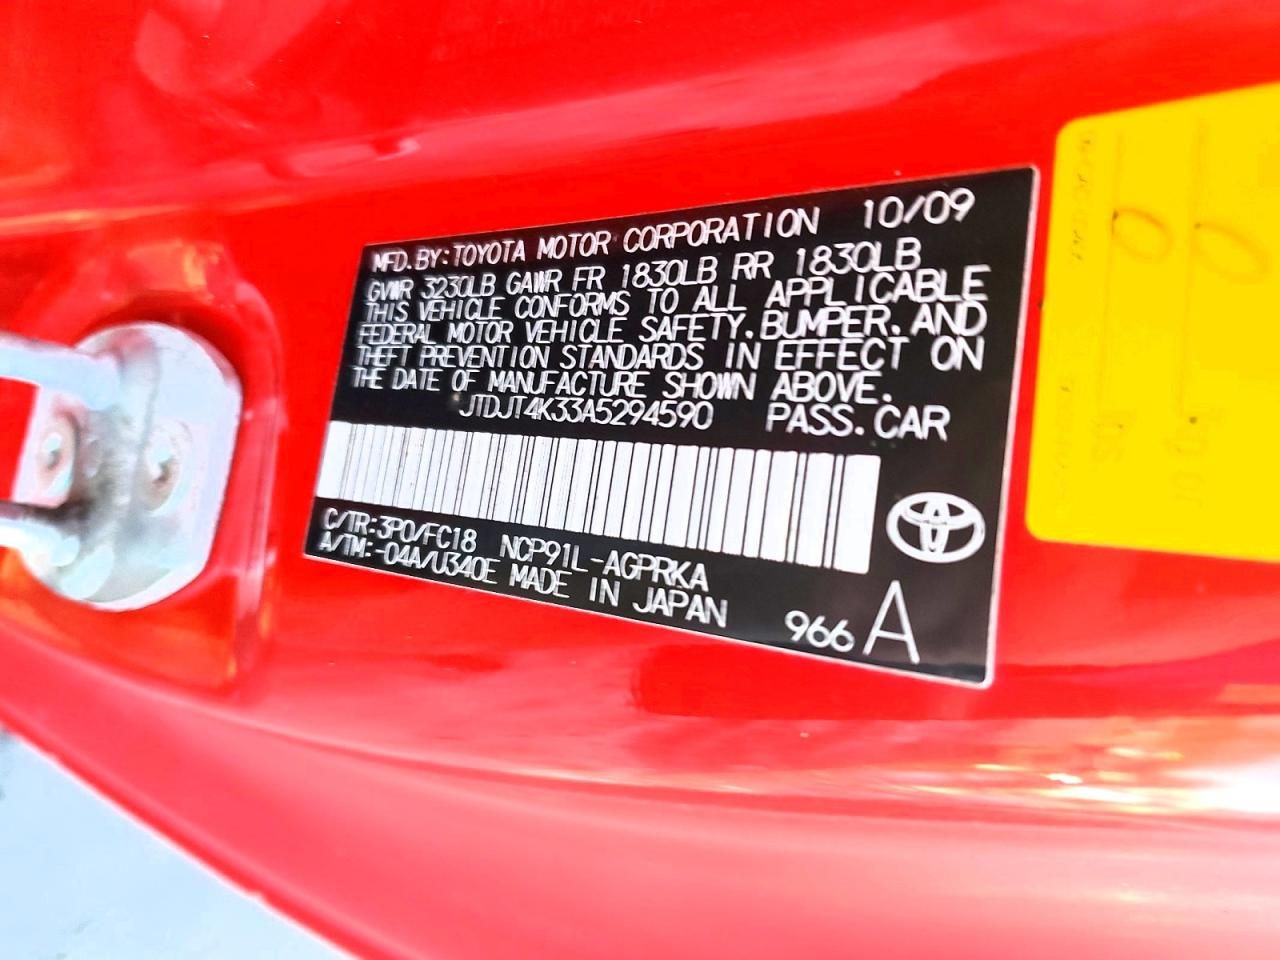 MFD. BY: TOYOTA MOTOR CORPORATION 10/09
GVWR 3230LB GAWR FR 1830LB RR 1830LB
THIS VEHICLE CONFORMS TO ALL APPLICABLE
FEDERAL MOTOR VEHICLE SAFETY, BUMPER, AND
THEFT PREVENTION STANDARDS IN EFFECT ON
THE DATE OF MANUFACTURE SHOWN ABOVE.
JTDJT4K33A5294590 PASS. CAR
C/TR: 3P0/FC18 NCP91L-AGPRKA
A/TM: -04A/U340E MADE IN JAPAN
966 A